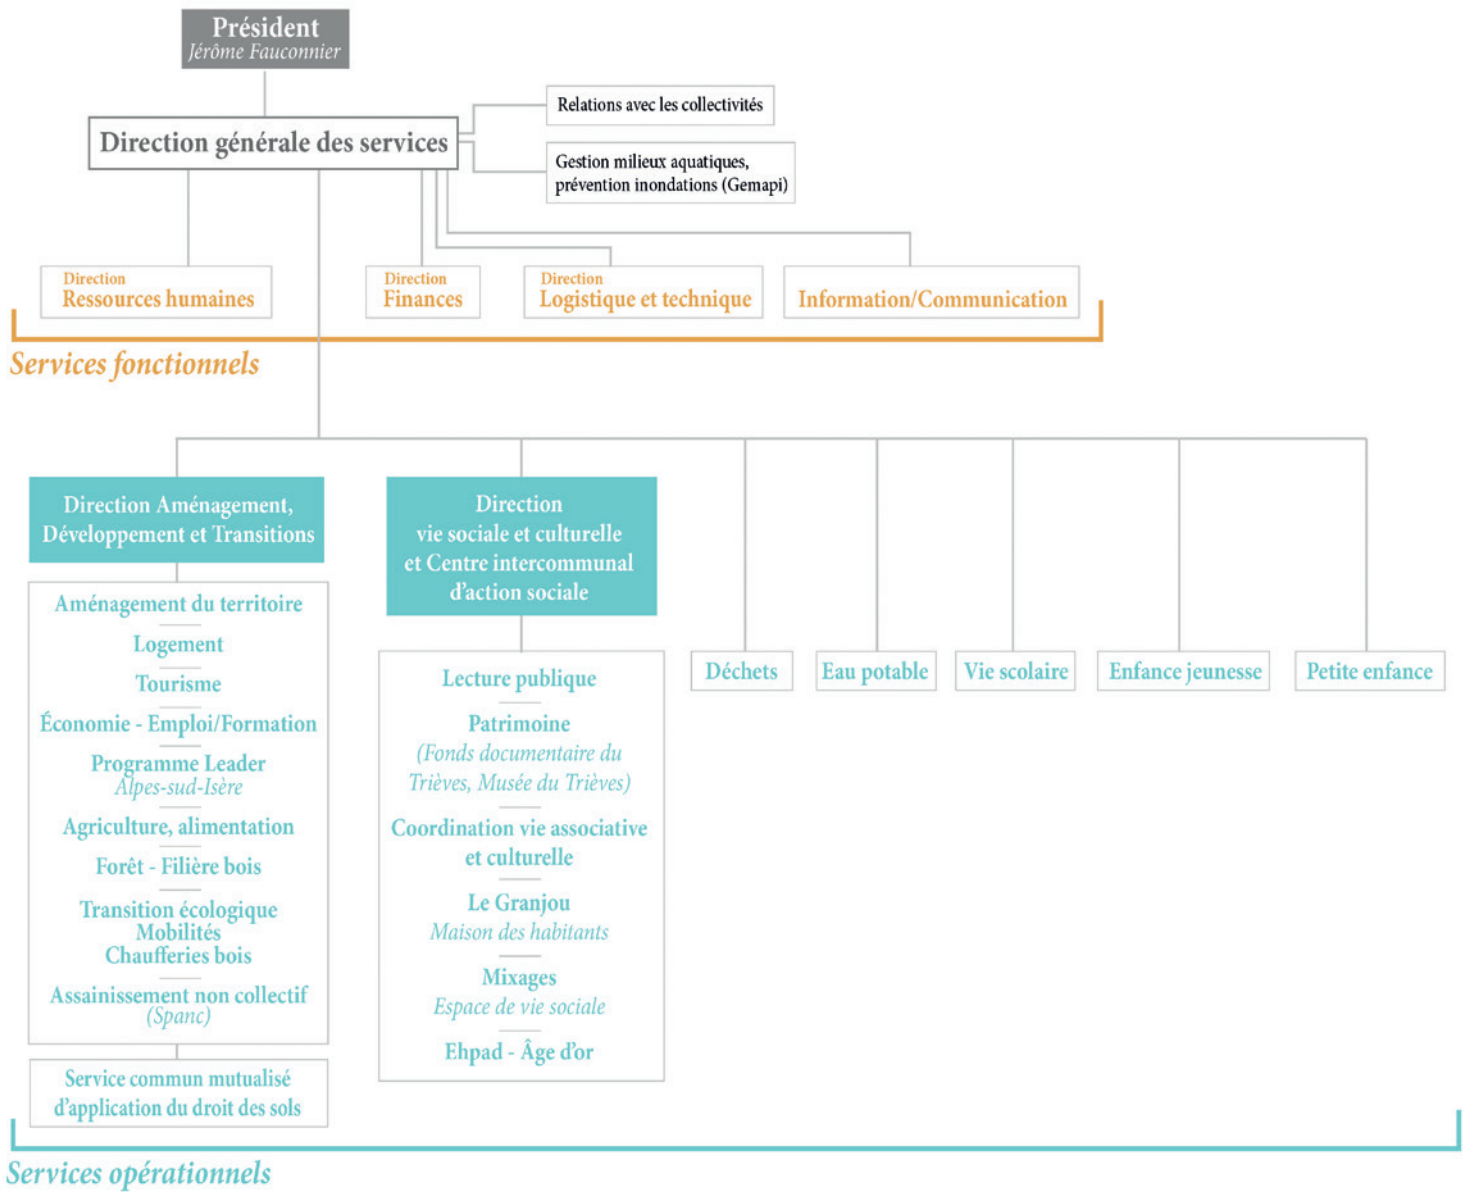 Président
Jérôme Fauconnier
Direction générale des services
Relations avec les collectivités
Gestion milieux aquatiques,
prévention inondations (Gemapi)
Direction
Ressources humaines
Direction
Finances
Direction
Logistique et technique
Information/Communication
Services fonctionnels
Direction Aménagement,
Développement et Transitions
Aménagement du territoire
Logement
Tourisme
Économie - Emploi/Formation
Programme Leader
Alpes-sud-Isère
Agriculture, alimentation
Forêt - Filière bois
Transition écologique
Mobilités
Chaufferies bois
Assainissement non collectif
(Spanc)
Service commun mutualisé
d'application du droit des sols
Direction
vie sociale et culturelle
et Centre intercommunal
d'action sociale
Lecture publique
Patrimoine
(Fonds documentaire du
Trièves, Musée du Trièves)
Coordination vie associative
et culturelle
Le Granjou
Maison des habitants
Mixages
Espace de vie sociale
Ehpad - Âge d'or
Déchets
Eau potable
Vie scolaire
Enfance jeunesse
Petite enfance
Services opérationnels